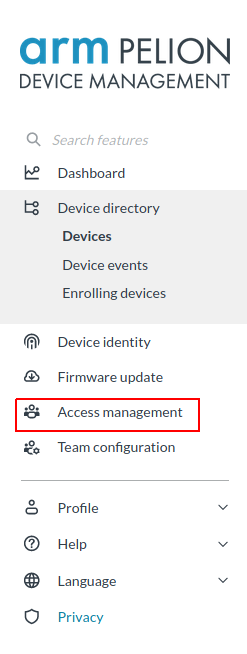 arm PELION
DEVICE MANAGEMENT
Search features
Dashboard
Device directory
Devices
Device events
Enrolling devices
Device identity
Firmware update
Access management
Team configuration
Profile
Help
Language
Privacy